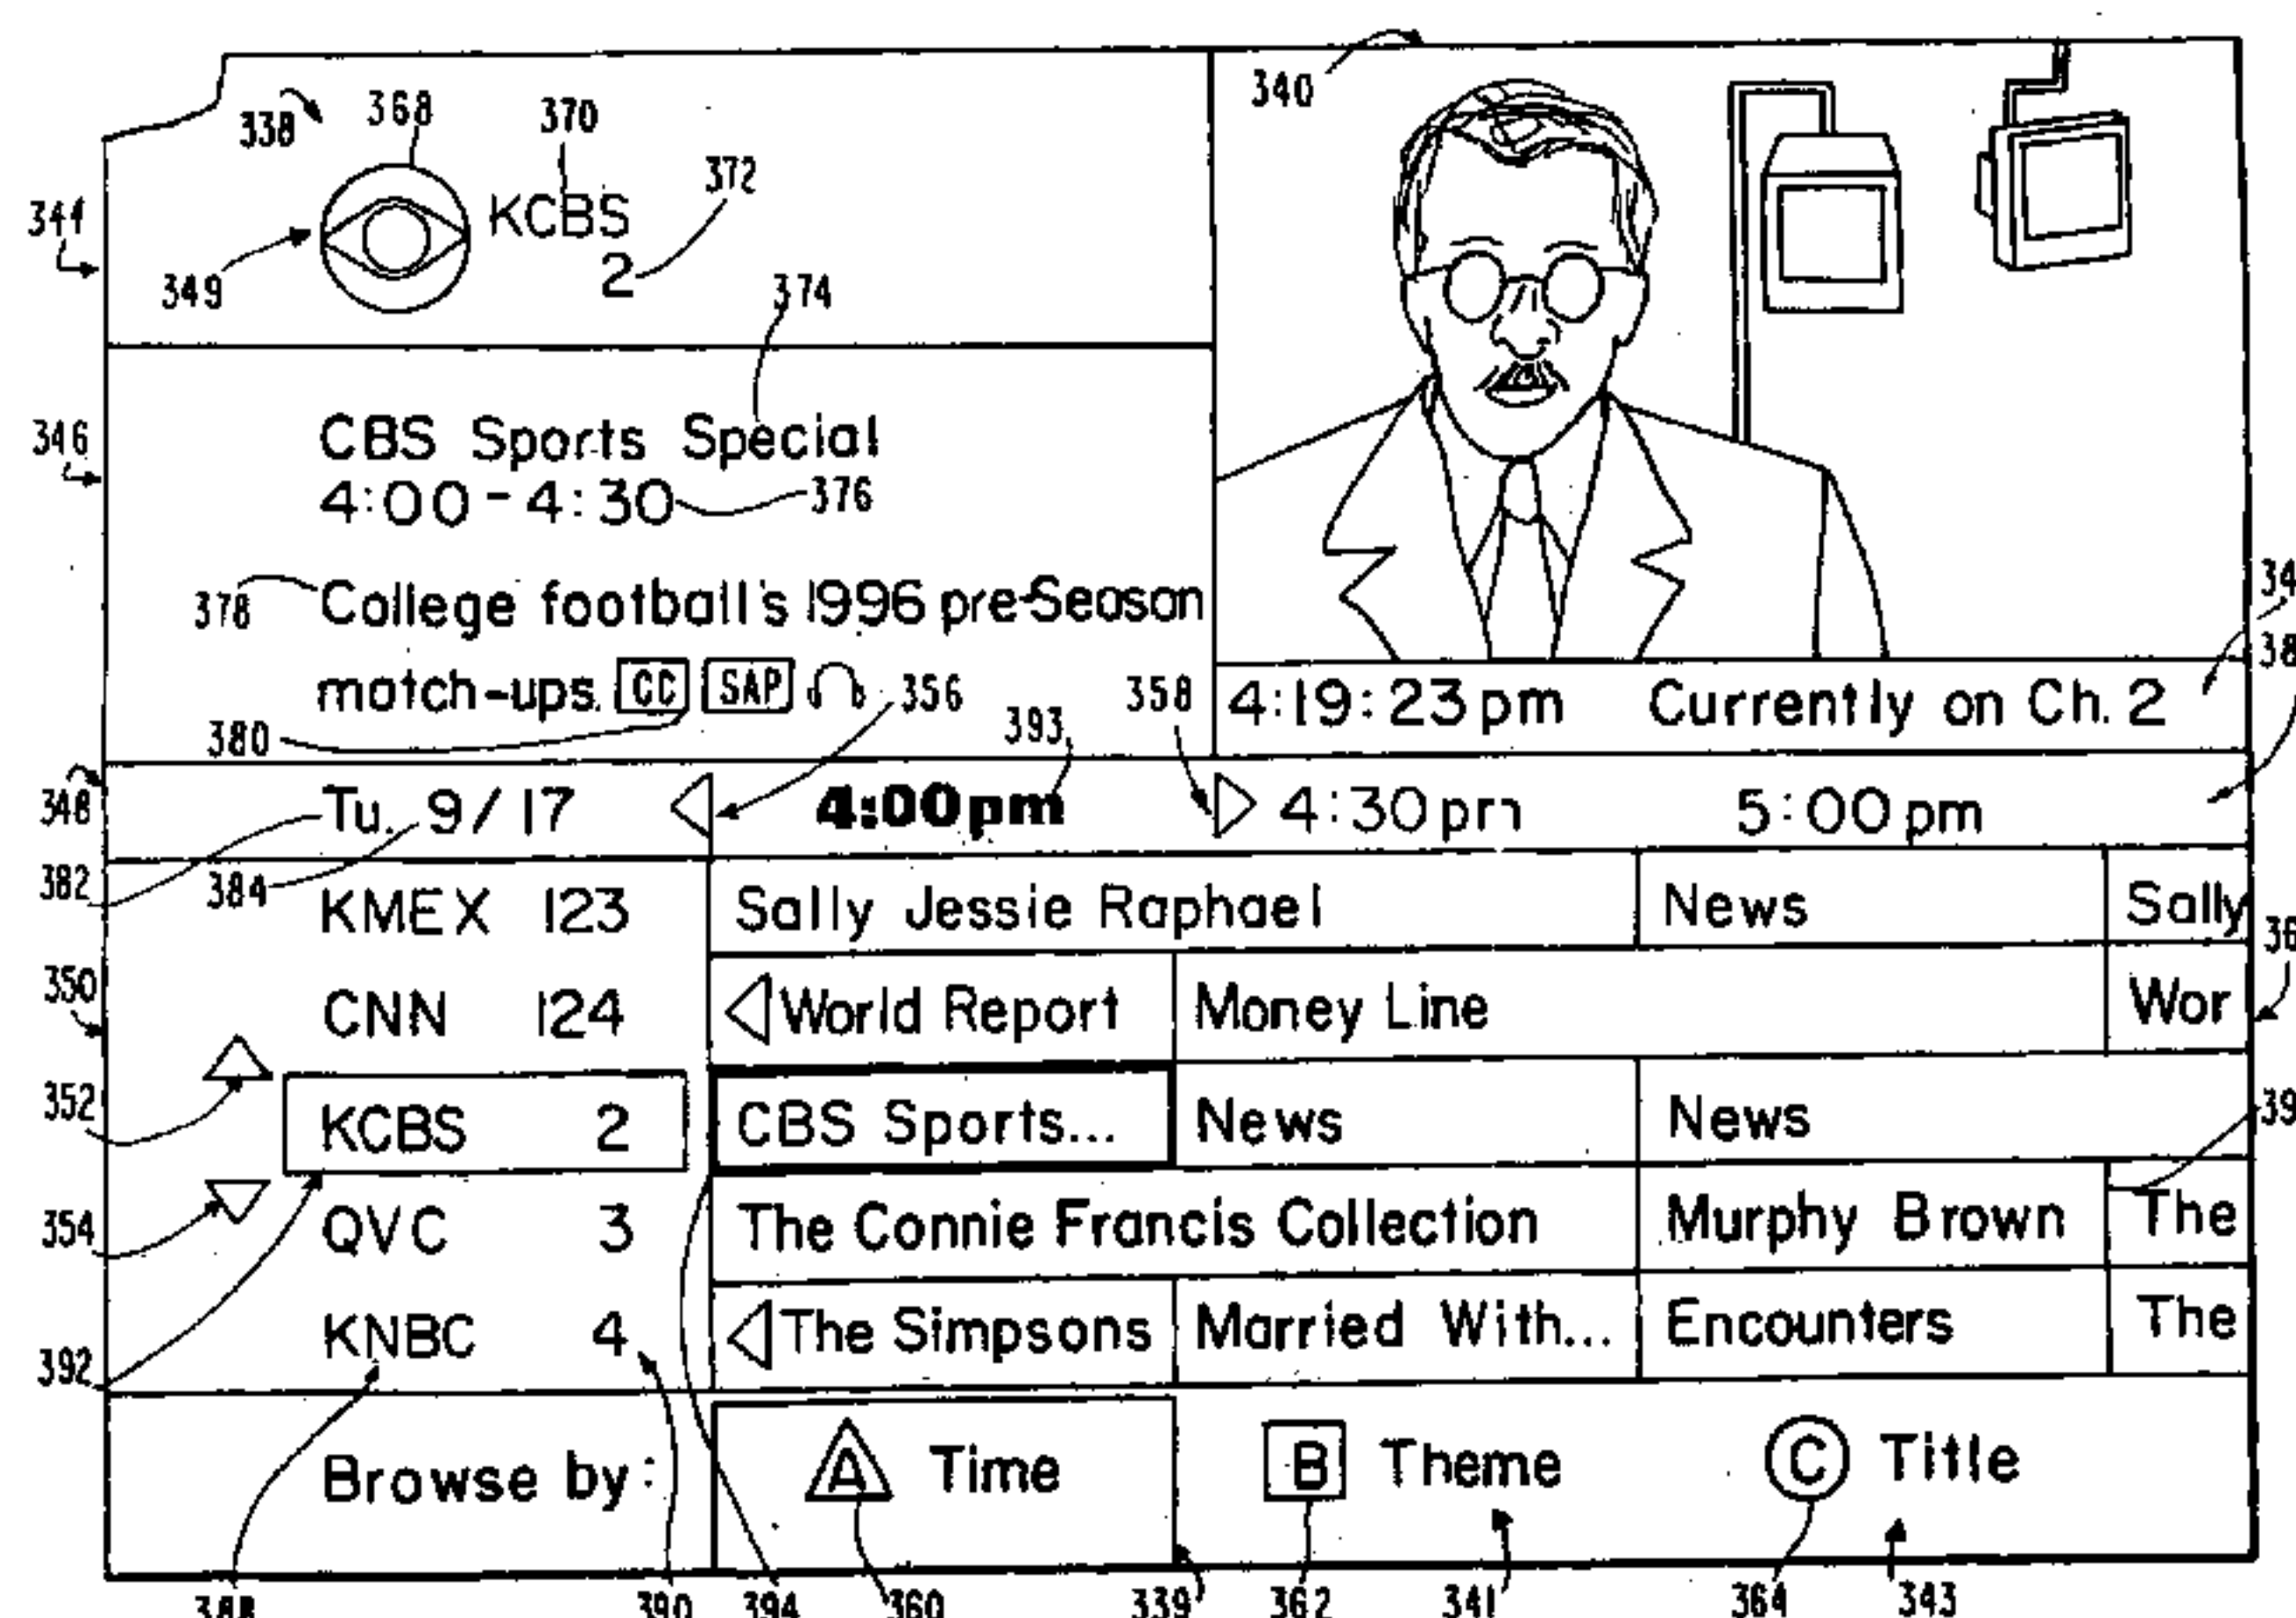 338 368 370 340
KCBS 372
344
2
349 374
346
CBS Sports Special
4:00-4:30 376
378 College football's 1996 pre-Season
match-ups. CC SAP 356 358
380 393
4:19:23pm Currently on Ch. 2
348 Tu. 9/17 4:00pm 4:30pm 5:00pm
382 384
KMEX 123 Sally Jessie Raphael News Sally
350 CNN 124 World Report Money Line Wor
352 KCBS 2 CBS Sports... News News
354 QVC 3 The Connie Francis Collection Murphy Brown The
392 KNBC 4 The Simpsons Married With... Encounters The
Browse by: A Time B Theme C Title
388 390 394 360 339 362 341 364 343